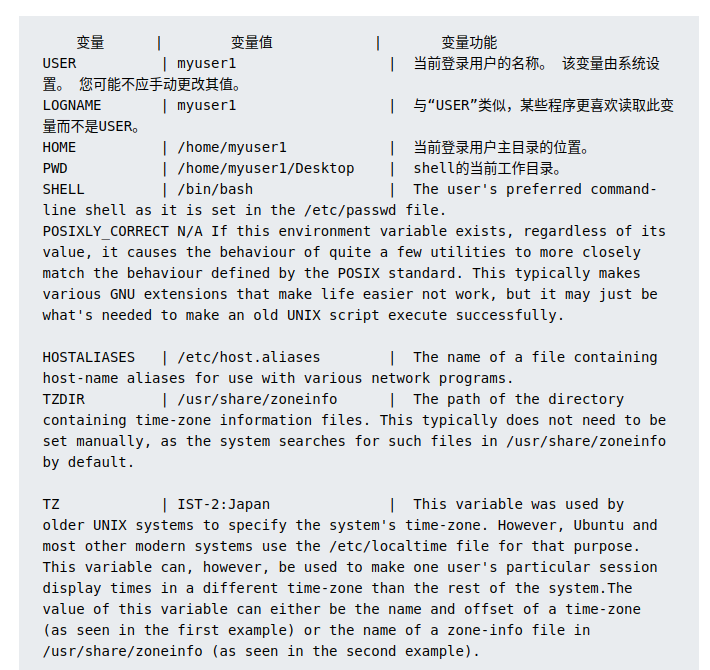 变量 | 变量值 | 变量功能
USER | myuser1 | 当前登录用户的名称。 该变量由系统设
置。 您可能不应手动更改其值。
LOGNAME | myuser1 | 与“USER”类似，某些程序更喜欢读取此变
量而不是USER。
HOME | /home/myuser1 | 当前登录用户主目录的位置。
PWD | /home/myuser1/Desktop | shell的当前工作目录。
SHELL | /bin/bash | The user's preferred command-
line shell as it is set in the /etc/passwd file.
POSIXLY_CORRECT N/A If this environment variable exists, regardless of its
value, it causes the behaviour of quite a few utilities to more closely
match the behaviour defined by the POSIX standard. This typically makes
various GNU extensions that make life easier not work, but it may just be
what's needed to make an old UNIX script execute successfully.
HOSTALIASES | /etc/host.aliases | The name of a file containing
host-name aliases for use with various network programs.
TZDIR | /usr/share/zoneinfo | The path of the directory
containing time-zone information files. This typically does not need to be
set manually, as the system searches for such files in /usr/share/zoneinfo
by default.
TZ | IST-2:Japan | This variable was used by
older UNIX systems to specify the system's time-zone. However, Ubuntu and
most other modern systems use the /etc/localtime file for that purpose.
This variable can, however, be used to make one user's particular session
display times in a different time-zone than the rest of the system.The
value of this variable can either be the name and offset of a time-zone
(as seen in the first example) or the name of a zone-info file in
/usr/share/zoneinfo (as seen in the second example).